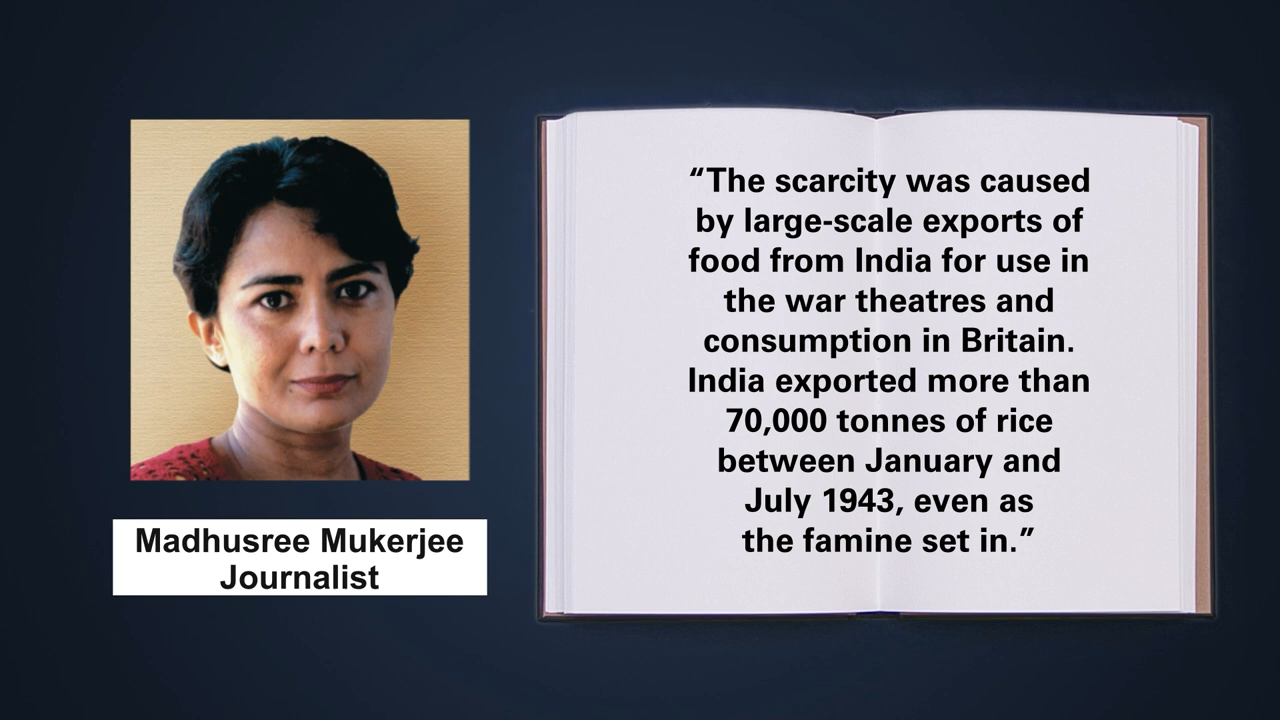 Madhusree Mukerjee
Journalist
“The scarcity was caused
by large-scale exports of
food from India for use in
the war theatres and
consumption in Britain.
India exported more than
70,000 tonnes of rice
between January and
July 1943, even as
the famine set in.”